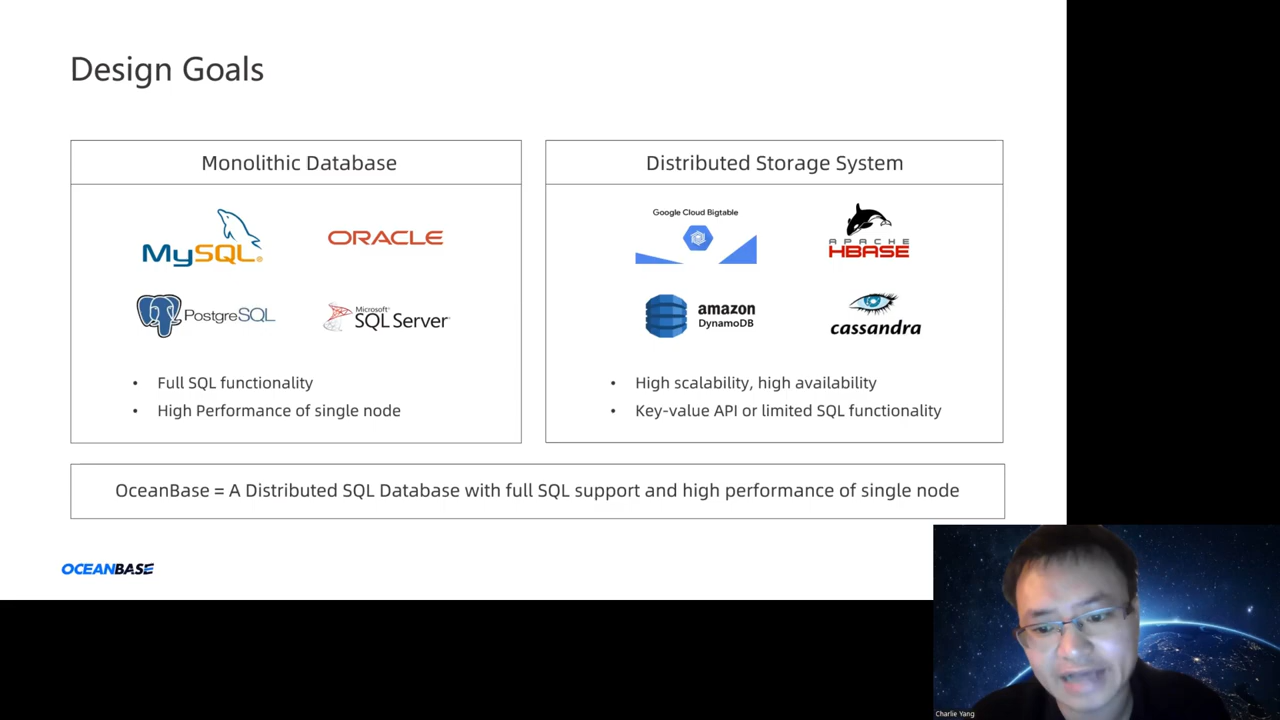 Design Goals
Monolithic Database
MySQL®
ORACLE
PostgreSQL
Microsoft®
SQL Server
• Full SQL functionality
• High Performance of single node
Distributed Storage System
Google Cloud Bigtable
APACHE
HBASE
amazon
DynamoDB
cassandra
• High scalability, high availability
• Key-value API or limited SQL functionality
OceanBase = A Distributed SQL Database with full SQL support and high performance of single node
OCEANBASE
Charlie Yang